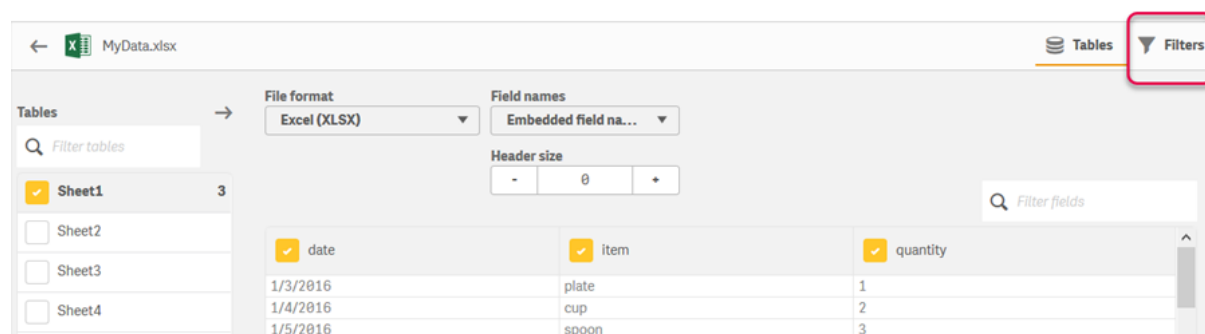 MyData.xlsx
Tables
Filters
Tables
File format
Field names
Excel (XLSX)
Embedded field na...
Filter tables
Header size
- 0 +
Sheet1 3
Filter fields
Sheet2
date item quantity
Sheet3
1/3/2016 plate 1
Sheet4
1/4/2016 cup 2
1/5/2016 spoon 3